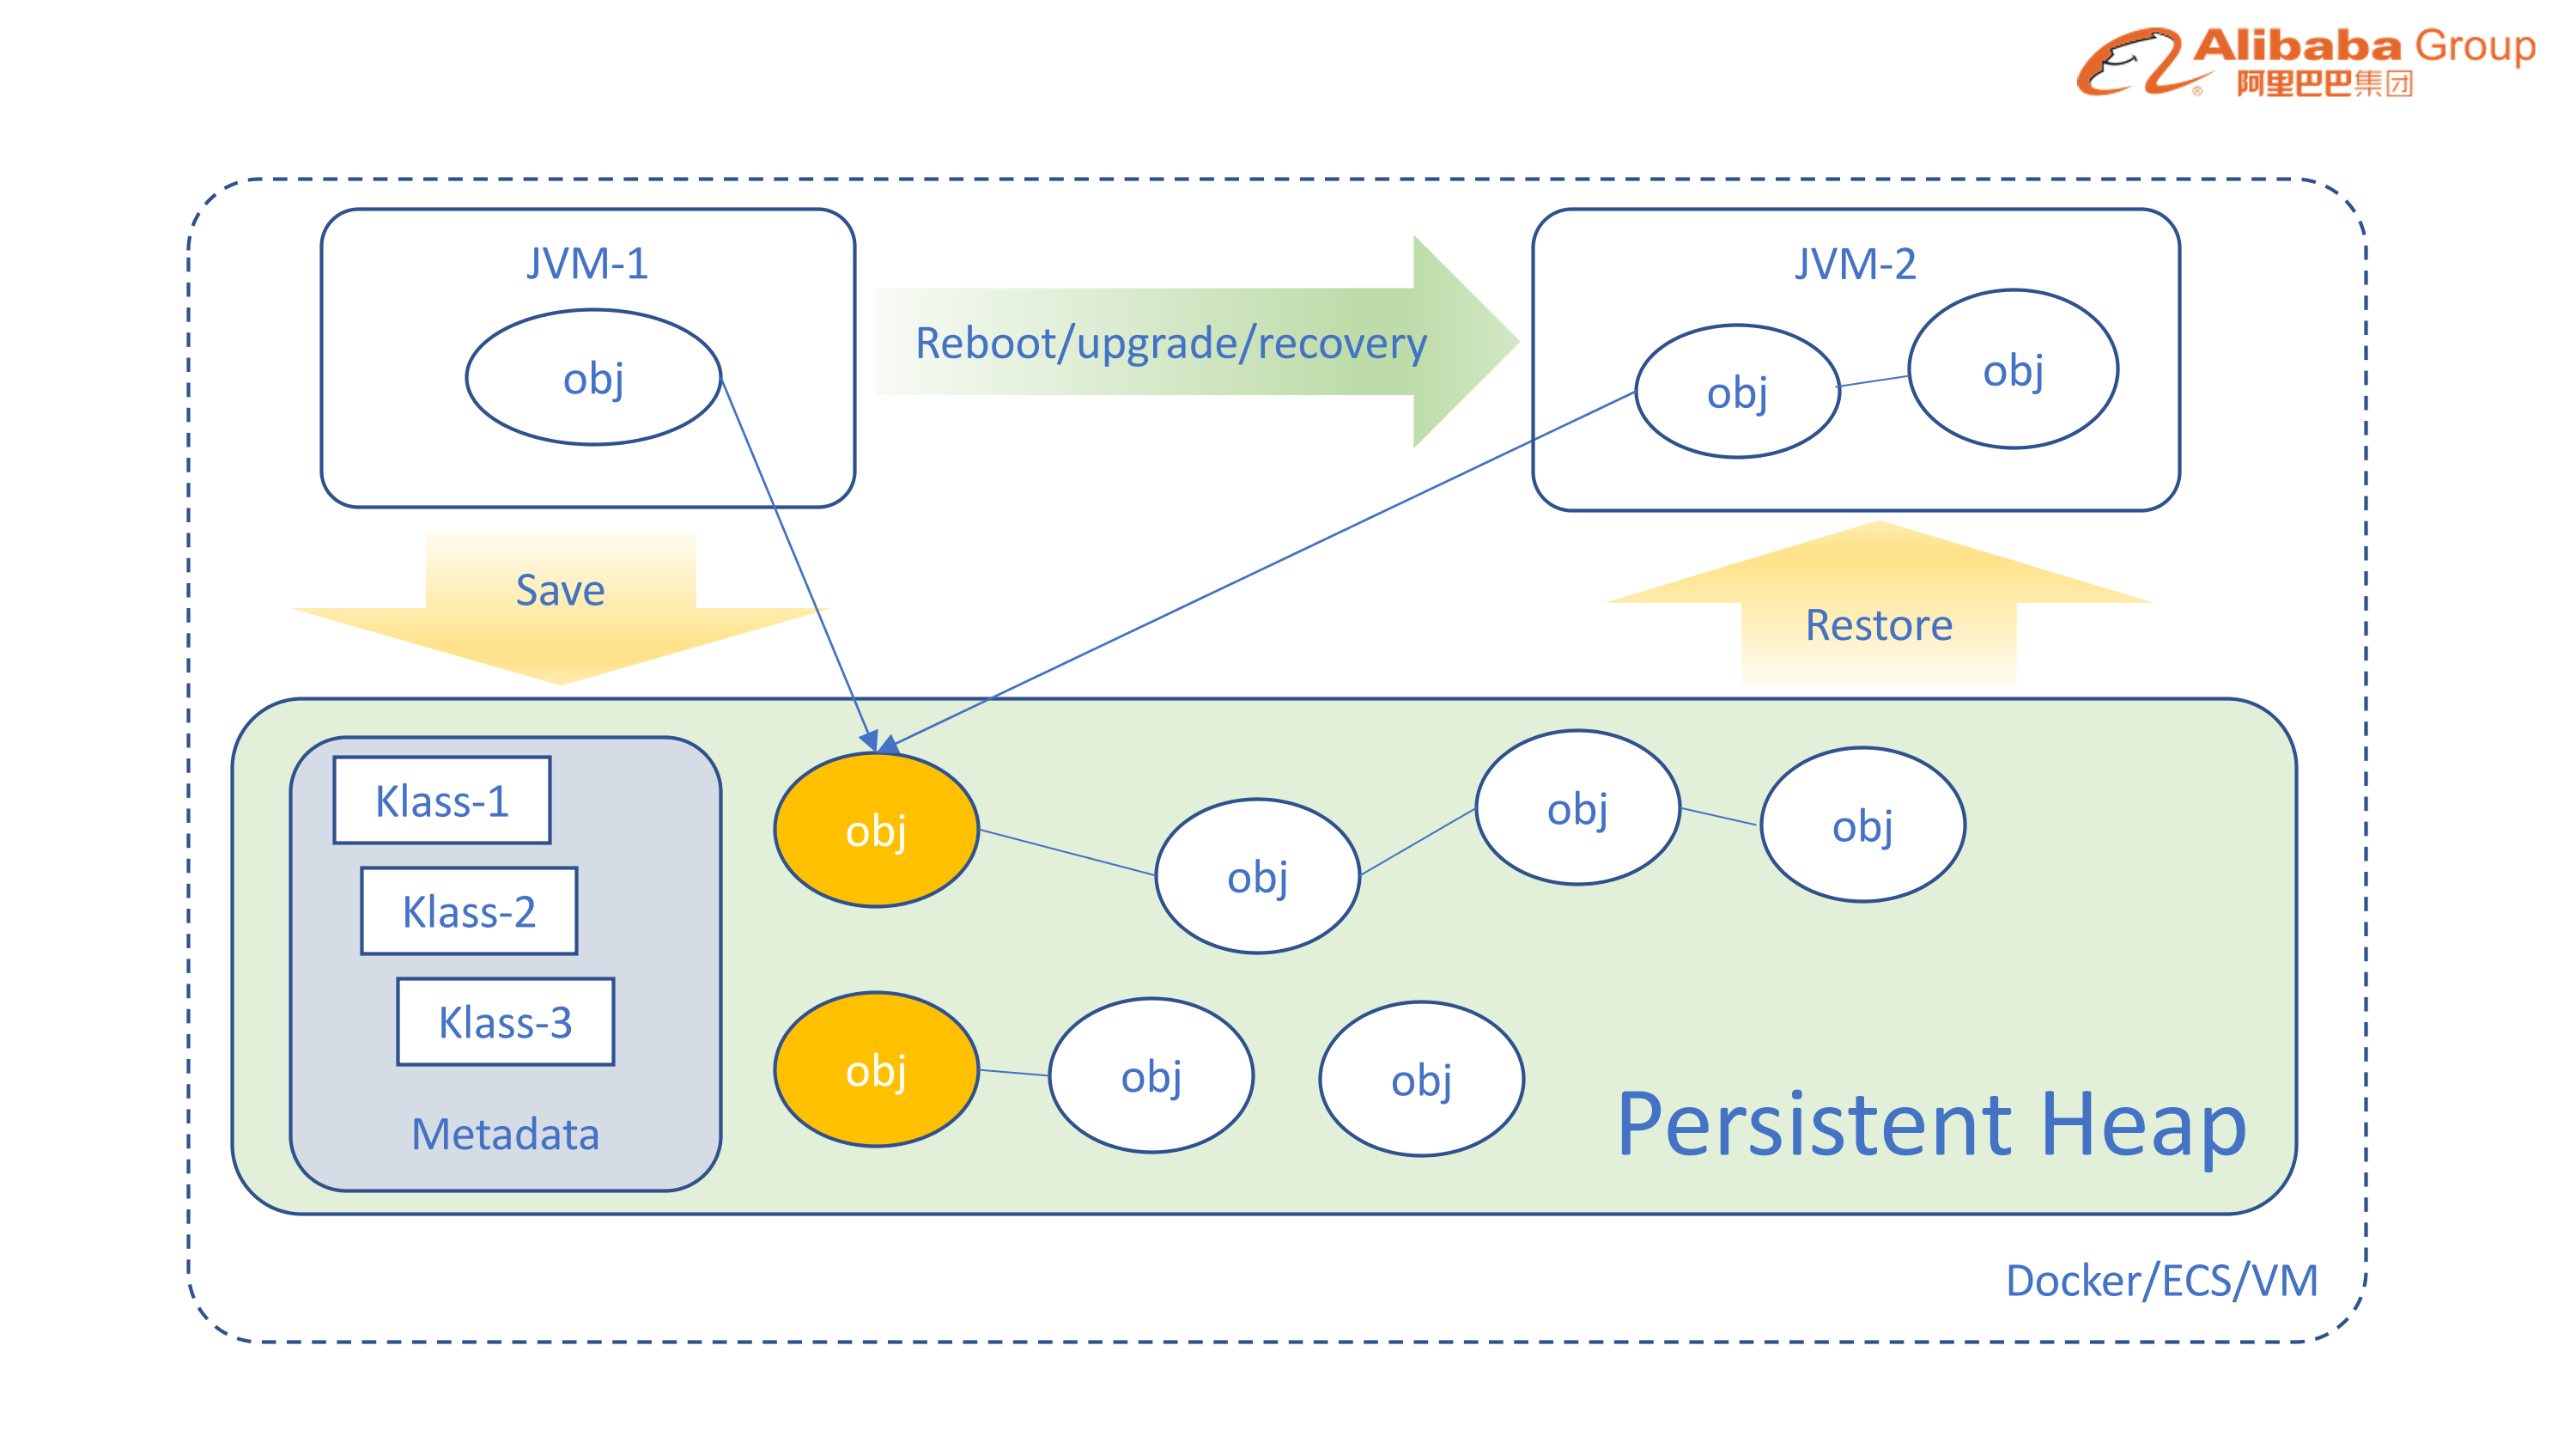 Alibaba Group
阿里巴巴集团
®
JVM-1
obj
Reboot/upgrade/recovery
JVM-2
obj
obj
Save
Restore
Klass-1
Klass-2
Klass-3
Metadata
obj
obj
obj
obj
obj
obj
obj
Persistent Heap
Docker/ECS/VM